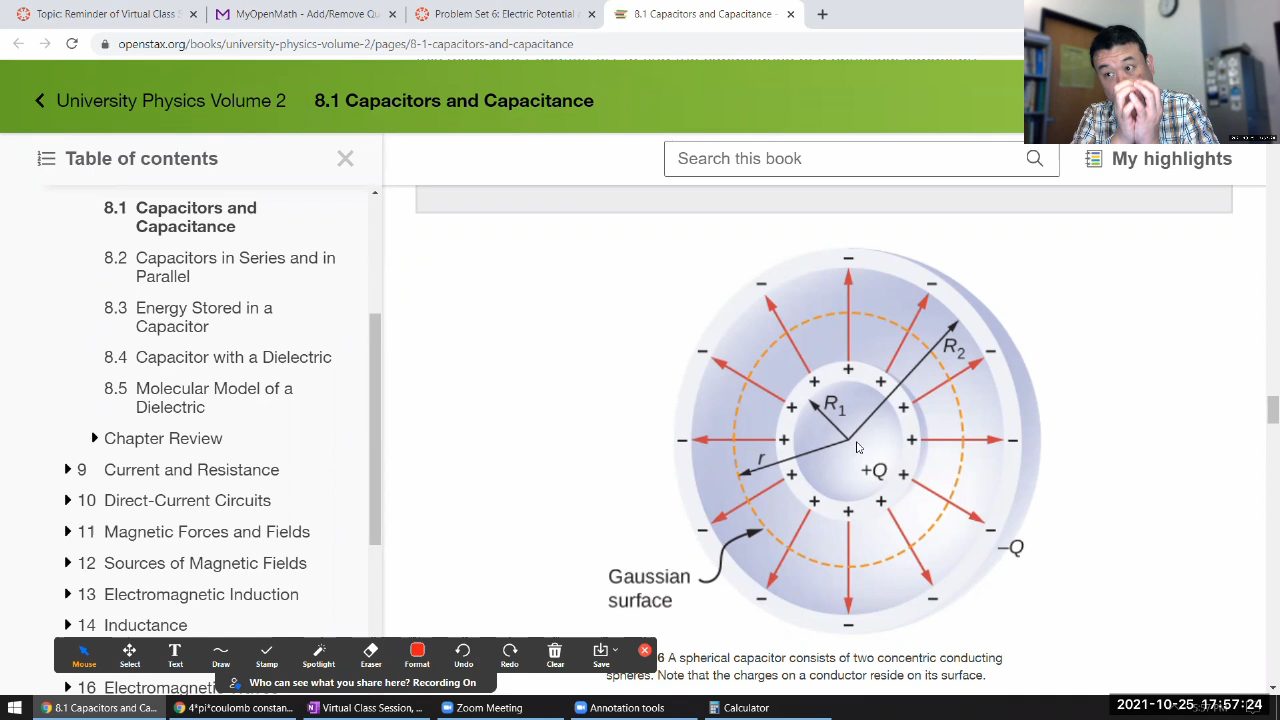 Topic: Reminder of Virtual Class S
MyOpenMath - Add/Remove Qu
Problem Set 6: Electric Potential a
8.1 Capacitors and Capacitance -
openstax.org/books/university-physics-volume-2/pages/8-1-capacitors-and-capacitance
University Physics Volume 2
8.1 Capacitors and Capacitance
Table of contents
Search this book
My highlights
8.1 Capacitors and
Capacitance
8.2 Capacitors in Series and in
Parallel
8.3 Energy Stored in a
Capacitor
8.4 Capacitor with a Dielectric
8.5 Molecular Model of a
Dielectric
Chapter Review
9 Current and Resistance
10 Direct-Current Circuits
11 Magnetic Forces and Fields
12 Sources of Magnetic Fields
13 Electromagnetic Induction
14 Inductance
16 Electromagnetic
R2
R1
r
+Q
–Q
Gaussian
surface
6 A spherical capacitor consists of two concentric conducting
spheres. Note that the charges on a conductor reside on its surface.
Mouse
Select
Text
Draw
Stamp
Spotlight
Eraser
Format
Undo
Redo
Clear
Save
Who can see what you share here? Recording On
8.1 Capacitors and Ca...
4*pi*coulomb constan...
Virtual Class Session, ...
Zoom Meeting
Annotation tools
Calculator
2021-10-25 17:57:24